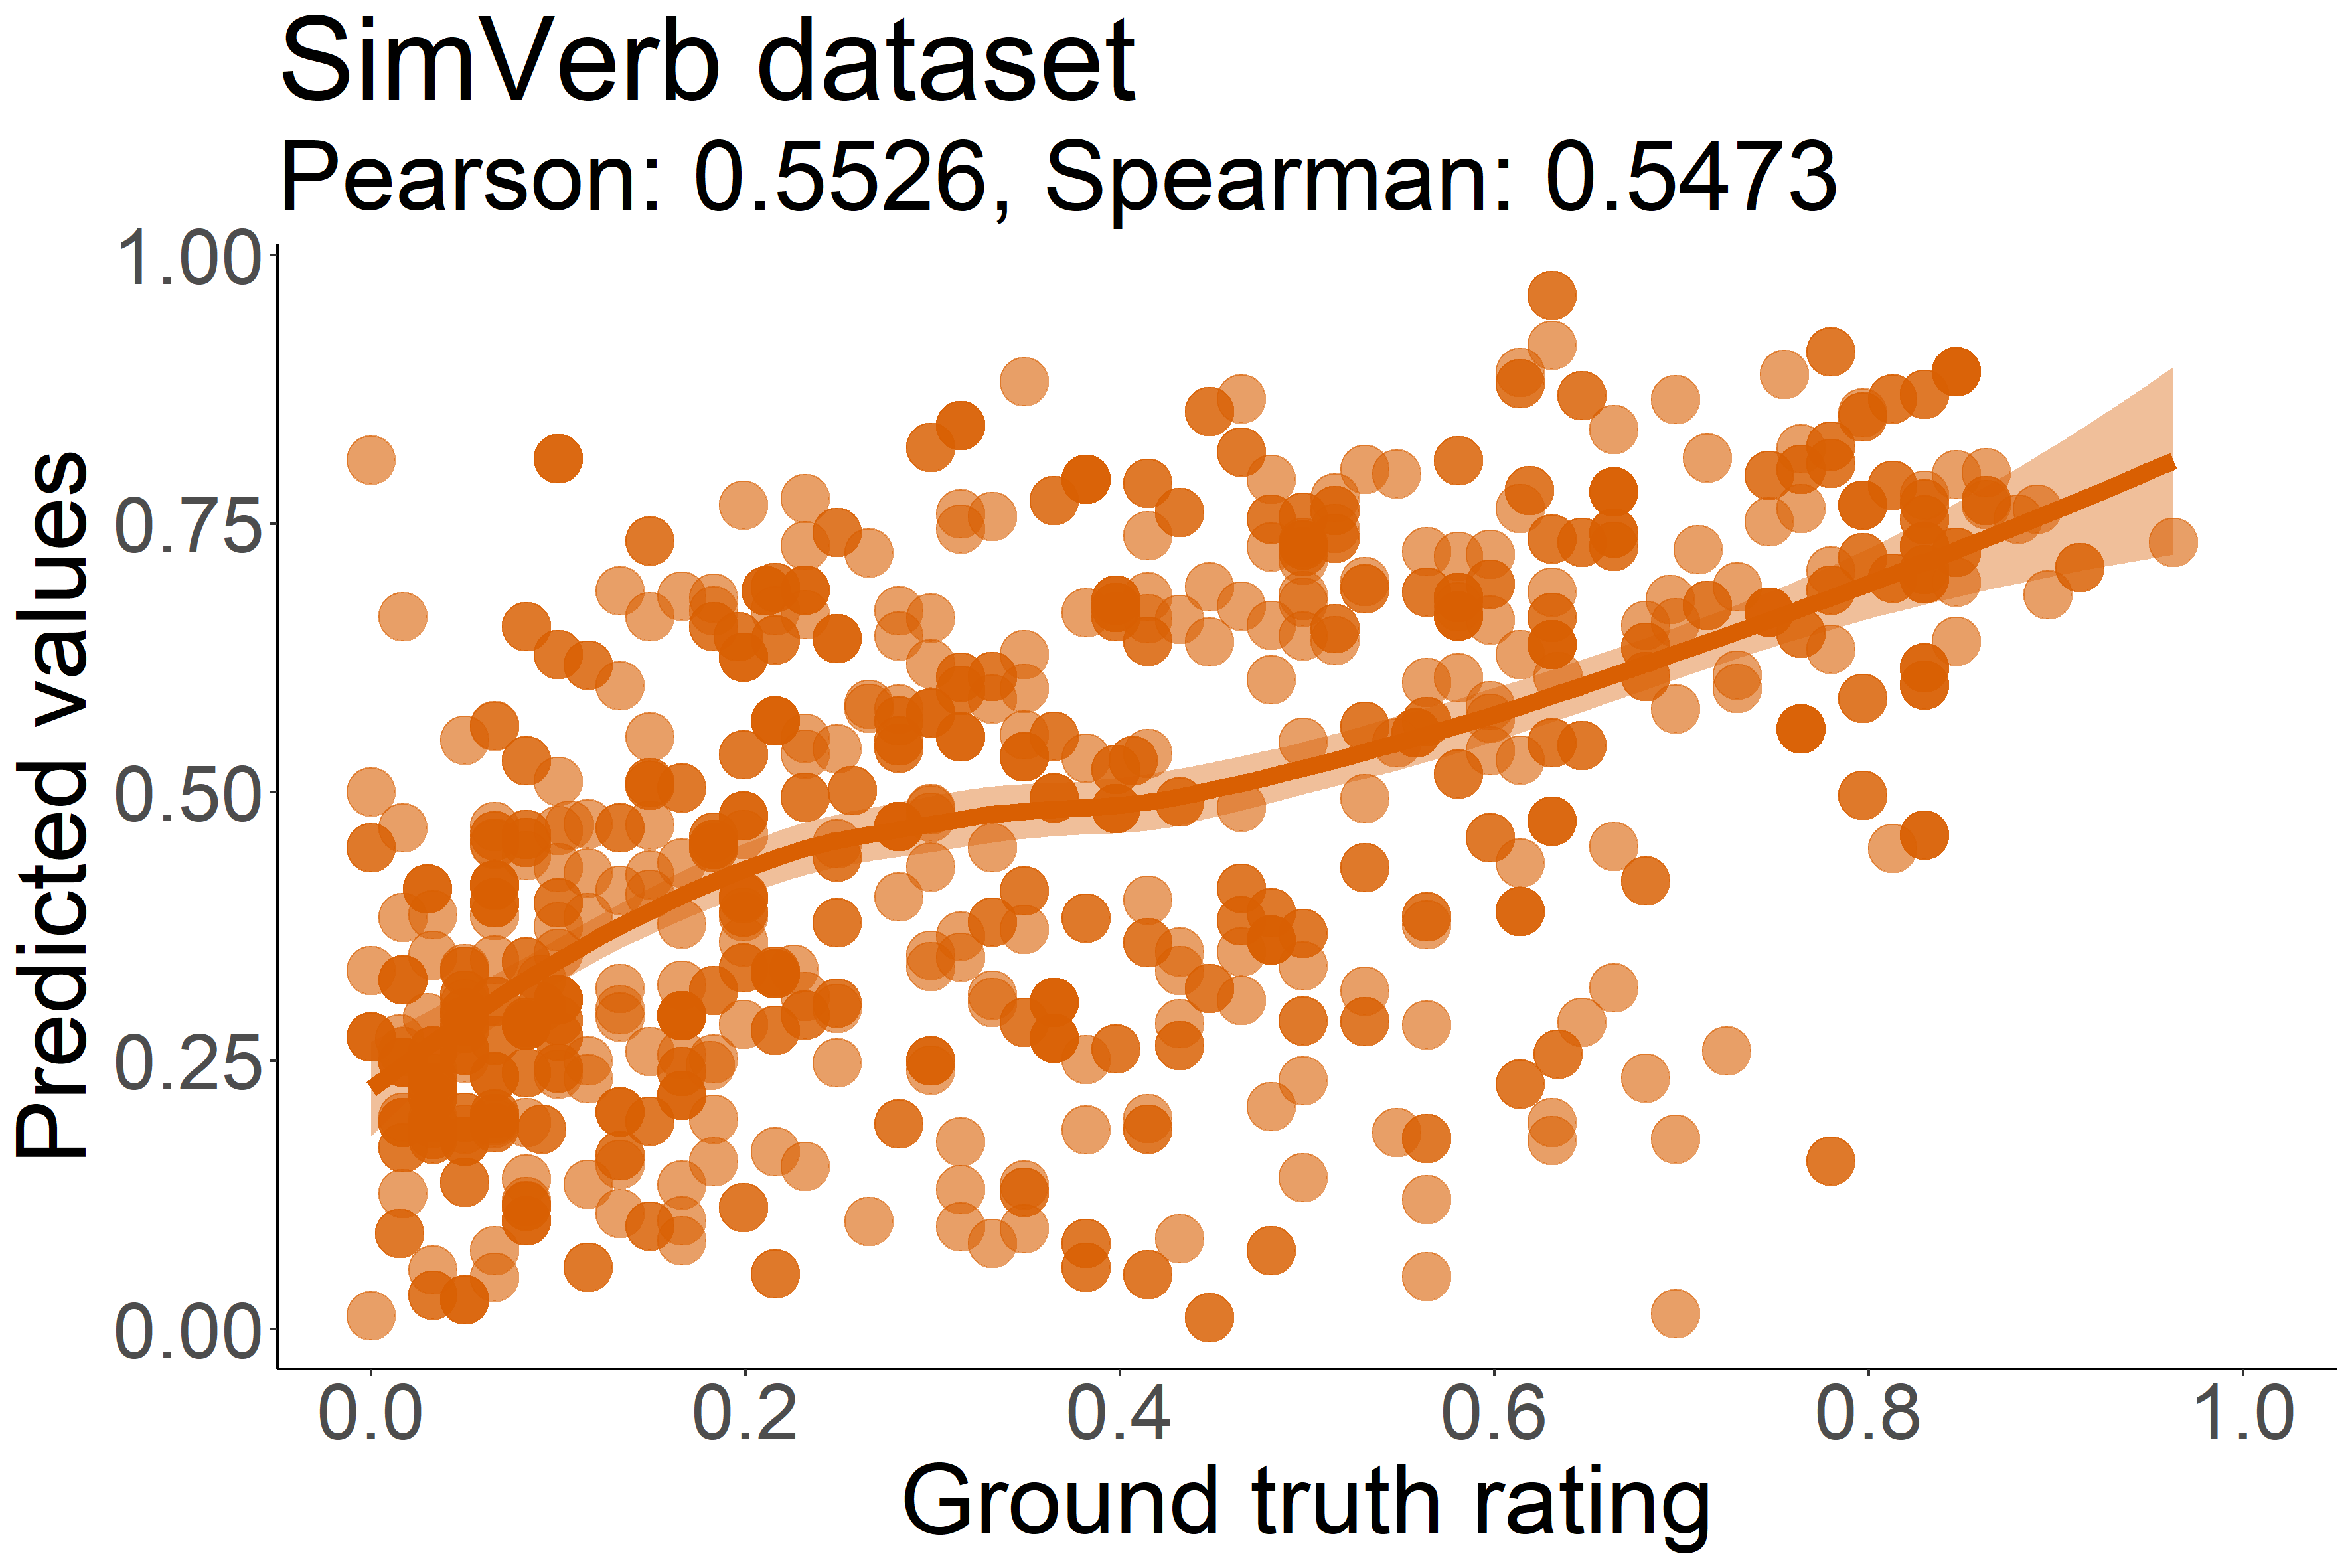 SimVerb dataset
Pearson: 0.5526, Spearman: 0.5473
Predicted values
1.00
0.75
0.50
0.25
0.00
0.0 0.2 0.4 0.6 0.8 1.0
Ground truth rating